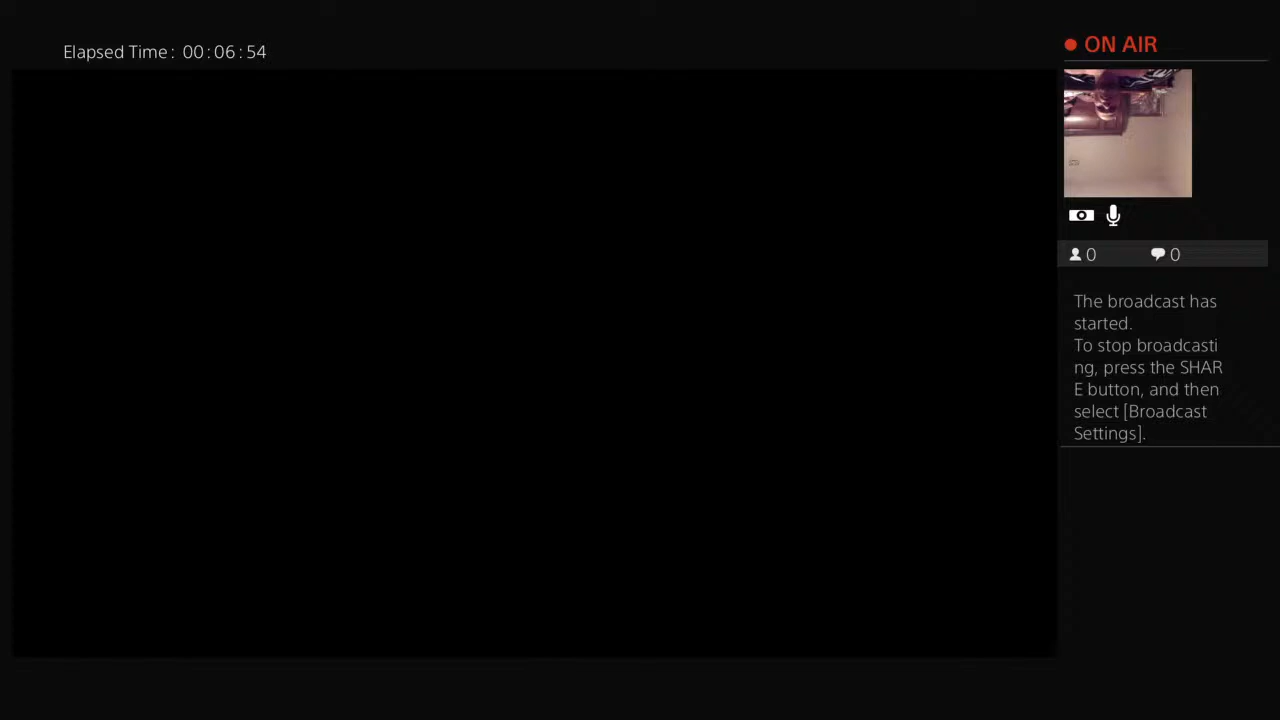 Elapsed Time: 00:06:54
ON AIR
0 0
The broadcast has
started.
To stop broadcasti
ng, press the SHAR
E button, and then
select [Broadcast
Settings].